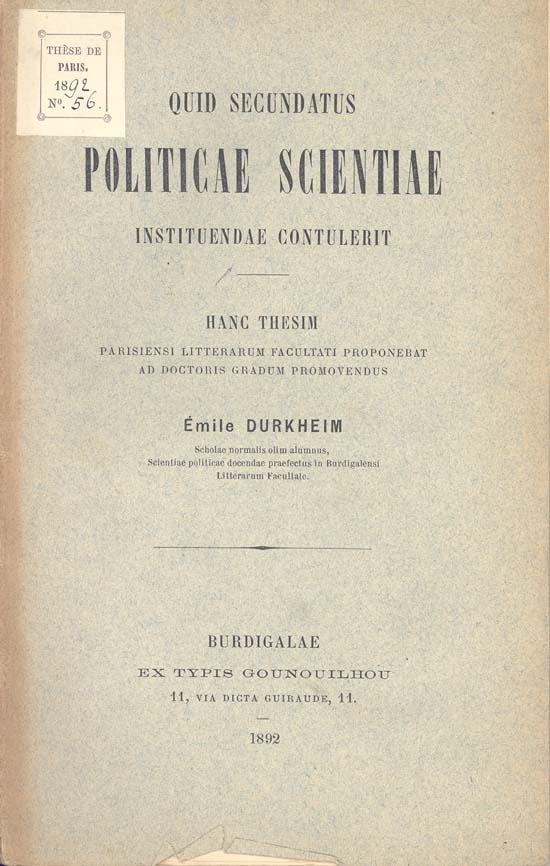 THÈSE DE
PARIS.
1892
Nº. 56.
QUID SECUNDATUS
POLITICAE SCIENTIAE
INSTITUENDAE CONTULERIT
HANC THESIM
PARISIENSI LITTERARUM FACULTATI PROPONEBAT
AD DOCTORIS GRADUM PROMOVENDUS
Émile DURKHEIM
Scholae normalis olim alumnus,
Scientiae politicae docendae praefectus in Burdigalensi
Litterarum Facultate.
BURDIGALAE
EX TYPIS GOUNOUILHOU
11, VIA DICTA GUIRAUDE, 11.
1892